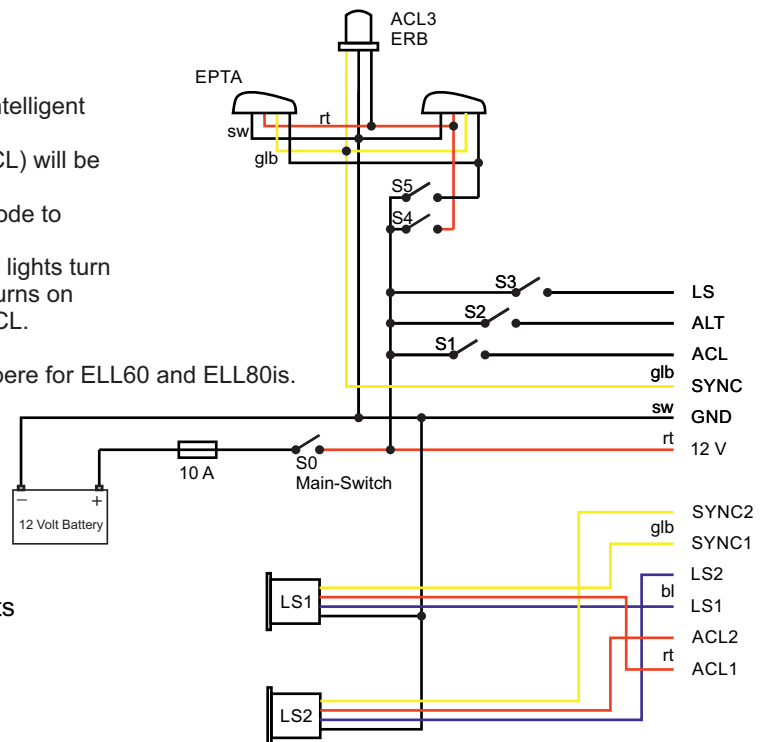 ACL3
ERB
EPTA
ntelligent
rt
sw
CL) will be
glb
ode to
S5
S4
lights turn
urns on
CL.
S3
LS
S2
ALT
S1
ACL
pere for ELL60 and ELL80is.
glb
SYNC
sw
GND
rt
12 V
10 A
S0
Main-Switch
− +
12 Volt Battery
SYNC2
glb
SYNC1
LS2
bl
LS1
LS1
ts
ACL2
rt
ACL1
LS2